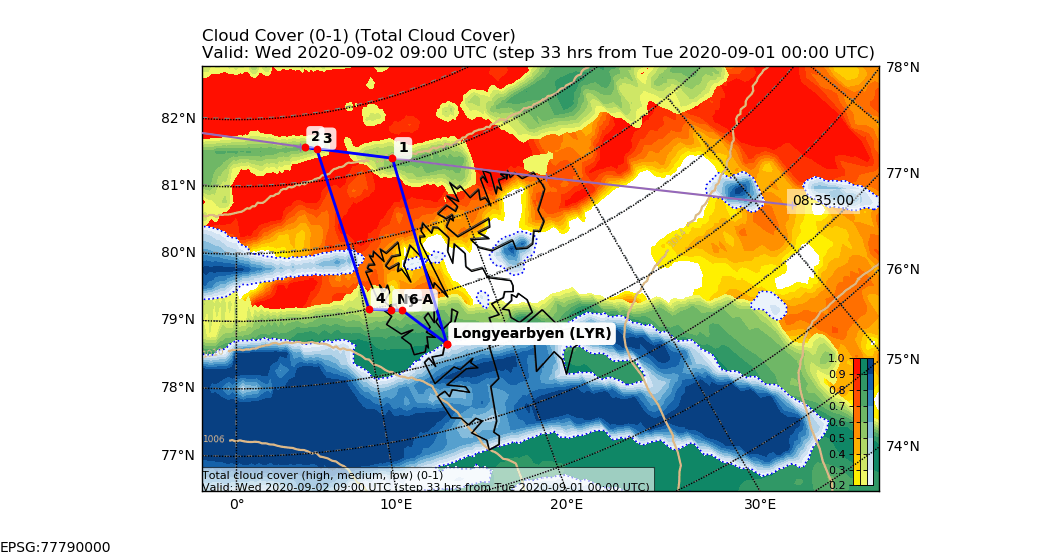 Cloud Cover (0-1) (Total Cloud Cover)
Valid: Wed 2020-09-02 09:00 UTC (step 33 hrs from Tue 2020-09-01 00:00 UTC)
78°N
82°N
2 3
1
81°N
77°N
08:35:00
80°N
76°N
4
6
A
79°N
Longyearbyen (LYR)
75°N
1.0
0.9
0.8
0.7
0.6
0.5
0.4
0.3
0.2
78°N
1006
77°N
74°N
Total cloud cover (high, medium, low) (0-1)
Valid: Wed 2020-09-02 09:00 UTC (step 33 hrs from Tue 2020-09-01 00:00 UTC)
0°
10°E
20°E
30°E
EPSG:77790000